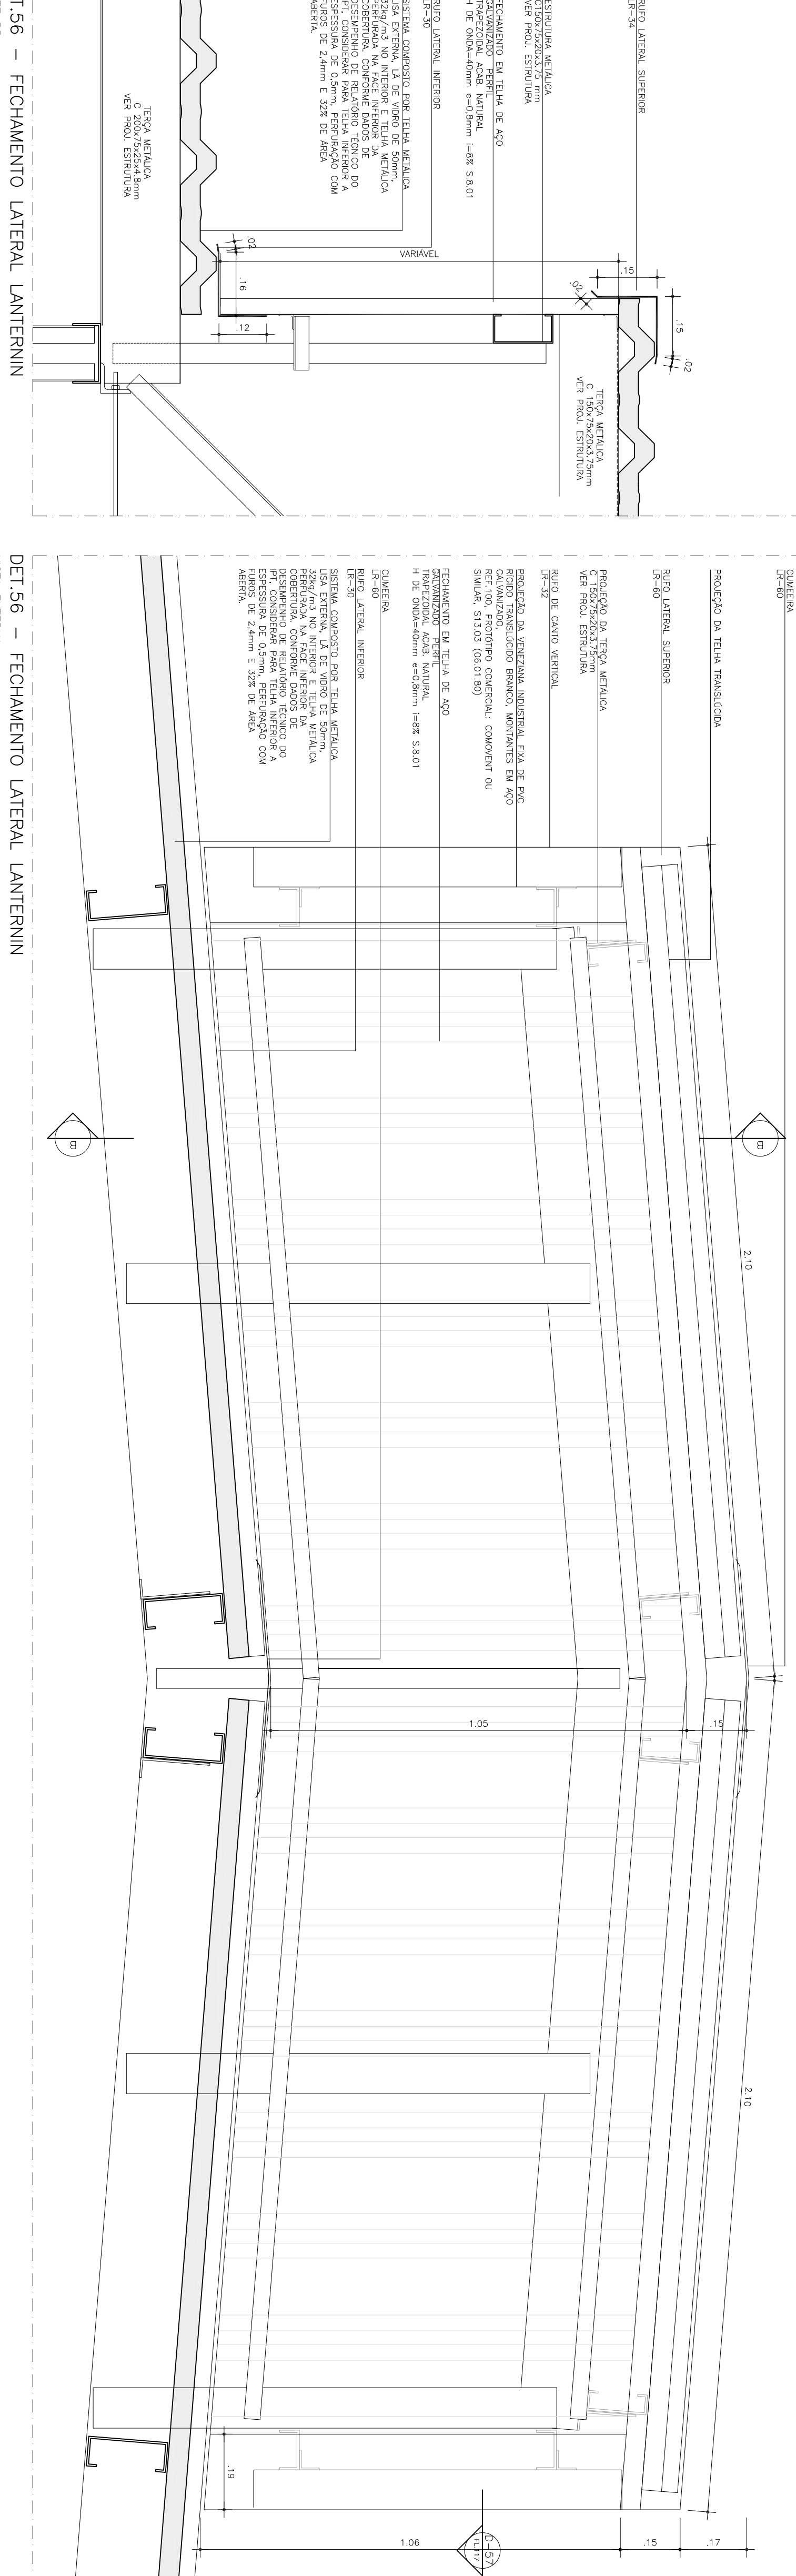 RUFO LATERAL SUPERIOR
LR-34
ESTRUTURA METÁLICA
C150x75x20x3.75 mm
VER PROJ. ESTRUTURA
FECHAMENTO EM TELHA DE AÇO
GALVANIZADO PERFIL
TRAPEZOIDAL ACAB. NATURAL
H DE ONDA=40mm e=0,8mm i=8% S.8.01
RUFO LATERAL INFERIOR
LR-30
SISTEMA COMPOSTO POR TELHA METÁLICA
LISA EXTERNA, LÃ DE VIDRO DE 50mm,
32kg/m3 NO INTERIOR E TELHA METÁLICA
PERFURADA NA FACE INFERIOR DA
COBERTURA. CONFORME DADOS DE
DESEMPENHO DE RELATÓRIO TÉCNICO DO
IPT, CONSIDERAR PARA TELHA INFERIOR A
ESPESSURA DE 0,5mm, PERFURAÇÃO COM
FUROS DE 2,4mm E 32% DE ÁREA
ABERTA.
TERÇA METÁLICA
C 200x75x25x4.8mm
VER PROJ. ESTRUTURA
TERÇA METÁLICA
C 150x75x20x3.75mm
VER PROJ. ESTRUTURA
.15
.15
.02
.02
VARIÁVEL
.02
.16
.12
DET.56 - FECHAMENTO LATERAL LANTERNIN
CUMEEIRA
LR-60
PROJEÇÃO DA TELHA TRANSLÚCIDA
RUFO LATERAL SUPERIOR
LR-60
PROJEÇÃO DA TERÇA METÁLICA
C 150x75x20x3.75mm
VER PROJ. ESTRUTURA
RUFO DE CANTO VERTICAL
LR-32
PROJEÇÃO DA VENEZIANA INDUSTRIAL FIXA DE PVC
RÍGIDO TRANSLÚCIDO BRANCO, MONTANTES EM AÇO
GALVANIZADO,
REF.100, PROTÓTIPO COMERCIAL: COMOVENT OU
SIMILAR, S13.03 (06.01.80)
FECHAMENTO EM TELHA DE AÇO
GALVANIZADO PERFIL
TRAPEZOIDAL ACAB. NATURAL
H DE ONDA=40mm e=0,8mm i=8% S.8.01
CUMEEIRA
LR-60
RUFO LATERAL INFERIOR
LR-30
SISTEMA COMPOSTO POR TELHA METÁLICA
LISA EXTERNA, LÃ DE VIDRO DE 50mm,
32kg/m3 NO INTERIOR E TELHA METÁLICA
PERFURADA NA FACE INFERIOR DA
COBERTURA. CONFORME DADOS DE
DESEMPENHO DE RELATÓRIO TÉCNICO DO
IPT, CONSIDERAR PARA TELHA INFERIOR A
ESPESSURA DE 0,5mm, PERFURAÇÃO COM
FUROS DE 2,4mm E 32% DE ÁREA
ABERTA.
B
B
2.10
2.10
1.05
.15
.19
1.06
.15
.17
D-57
FL.117
DET.56 - FECHAMENTO LATERAL LANTERNIN